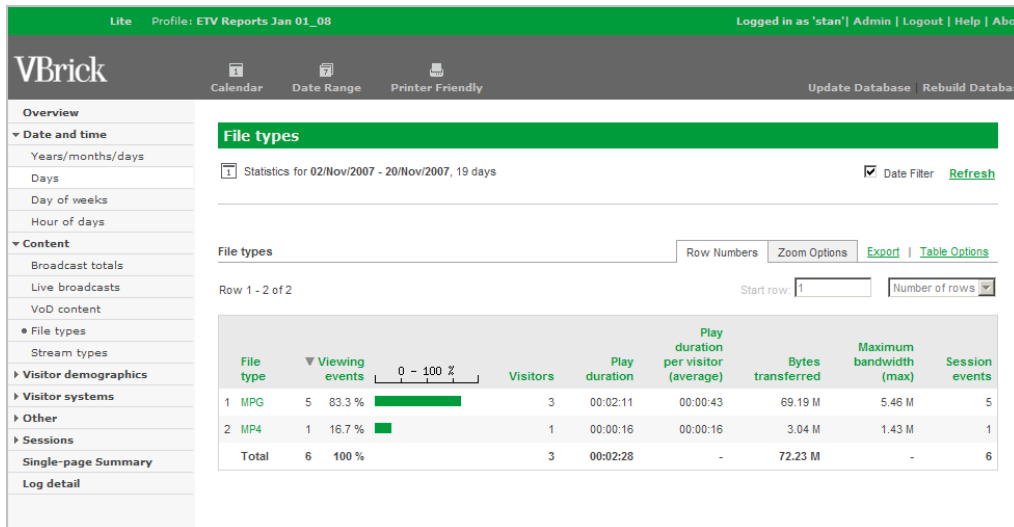 Lite Profile: ETV Reports Jan 01_08 Logged in as 'stan'| Admin | Logout | Help |
VBrick
1 7
Calendar Date Range Printer Friendly Update Database Rebuild
Overview
Date and time
Years/months/days
Days
Day of weeks
Hour of days
Content
Broadcast totals
Live broadcasts
VoD content
File types
Stream types
Visitor demographics
Visitor systems
Other
Sessions
Single-page Summary
Log detail
File types
1 Statistics for 02/Nov/2007 - 20/Nov/2007, 19 days Date Filter Refresh
File types Row Numbers Zoom Options Export | Table Options
Row 1 - 2 of 2 Start row: 1 Number of rows
File type Viewing events 0 - 100 % Visitors Play duration Play duration per visitor (average) Bytes transferred Maximum bandwidth (max) Session events
1 MPG 5 83.3 % 3 00:02:11 00:00:43 69.19 M 5.46 M 5
2 MP4 1 16.7 % 1 00:00:16 00:00:16 3.04 M 1.43 M 1
Total 6 100 % 3 00:02:28 - 72.23 M - 6